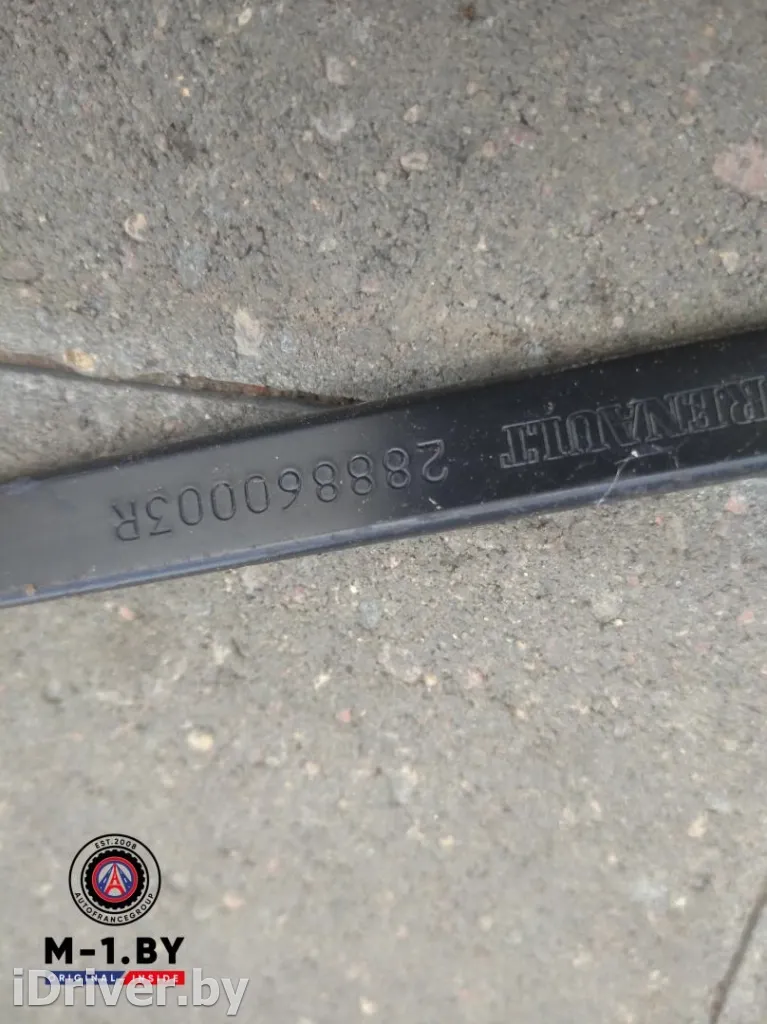 RENAULT
288860003R
EST.2008
AUTOFRANCEGROUP
M-1.BY
ORIGINAL INSIDE
iDriver.by